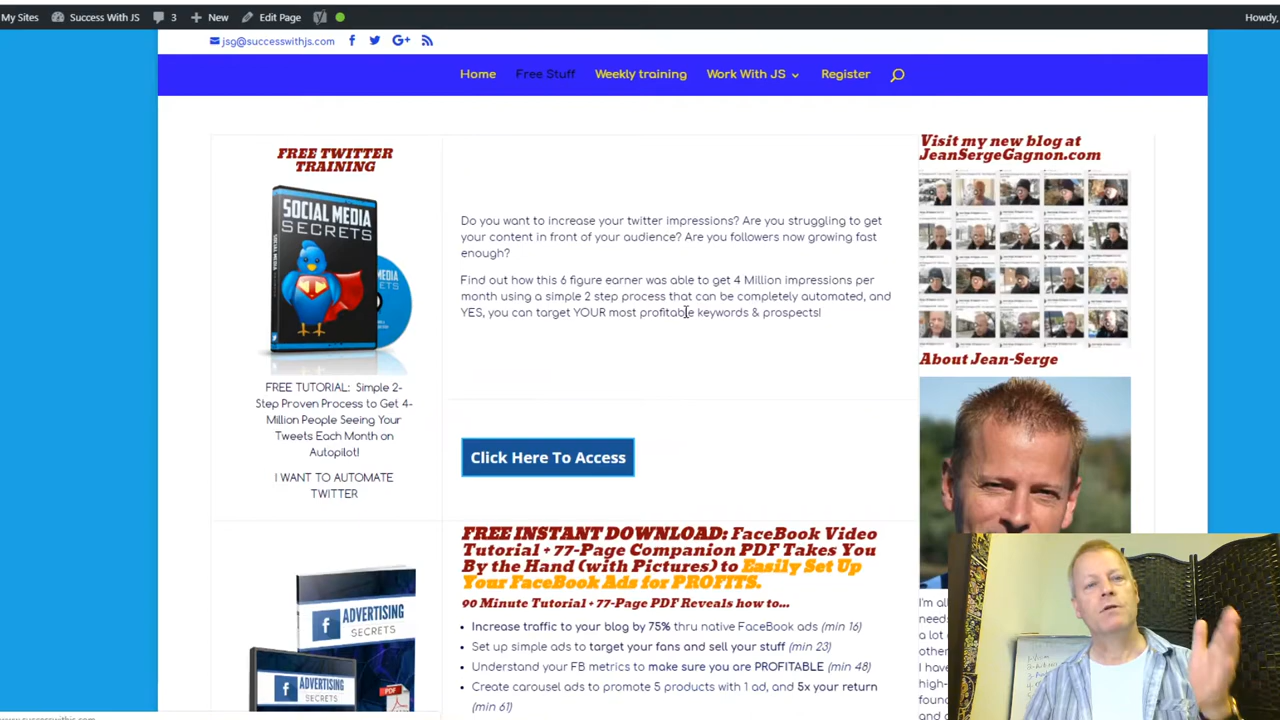 My Sites Success With JS 3 New Edit Page Howdy,
jsg@successwithjs.com
Home Free Stuff Weekly training Work With JS Register
FREE TWITTER
TRAINING
SOCIAL MEDIA
SECRETS
T
FREE TUTORIAL: Simple 2-
Step Proven Process to Get 4-
Million People Seeing Your
Tweets Each Month on
Autopilot!
I WANT TO AUTOMATE
TWITTER
Do you want to increase your twitter impressions? Are you struggling to get
your content in front of your audience? Are you followers now growing fast
enough?
Find out how this 6 figure earner was able to get 4 Million impressions per
month using a simple 2 step process that can be completely automated, and
YES, you can target YOUR most profitable keywords & prospects!
Click Here To Access
Visit my new blog at
JeanSergeGagnon.com
About Jean-Serge
ADVERTISING
SECRETS
ADVERTISING
SECRETS
PDF
FREE INSTANT DOWNLOAD: FaceBook Video
Tutorial + 77-Page Companion PDF Takes You
By the Hand (with Pictures) to Easily Set Up
Your FaceBook Ads for PROFITS.
90 Minute Tutorial + 77-Page PDF Reveals how to...
Increase traffic to your blog by 75% thru native FaceBook ads (min 16)
Set up simple ads to target your fans and sell your stuff (min 23)
Understand your FB metrics to make sure you are PROFITABLE (min 48)
Create carousel ads to promote 5 products with 1 ad, and 5x your return
(min 61)
I'm al
needs
a lot
other
I have
high-
foun